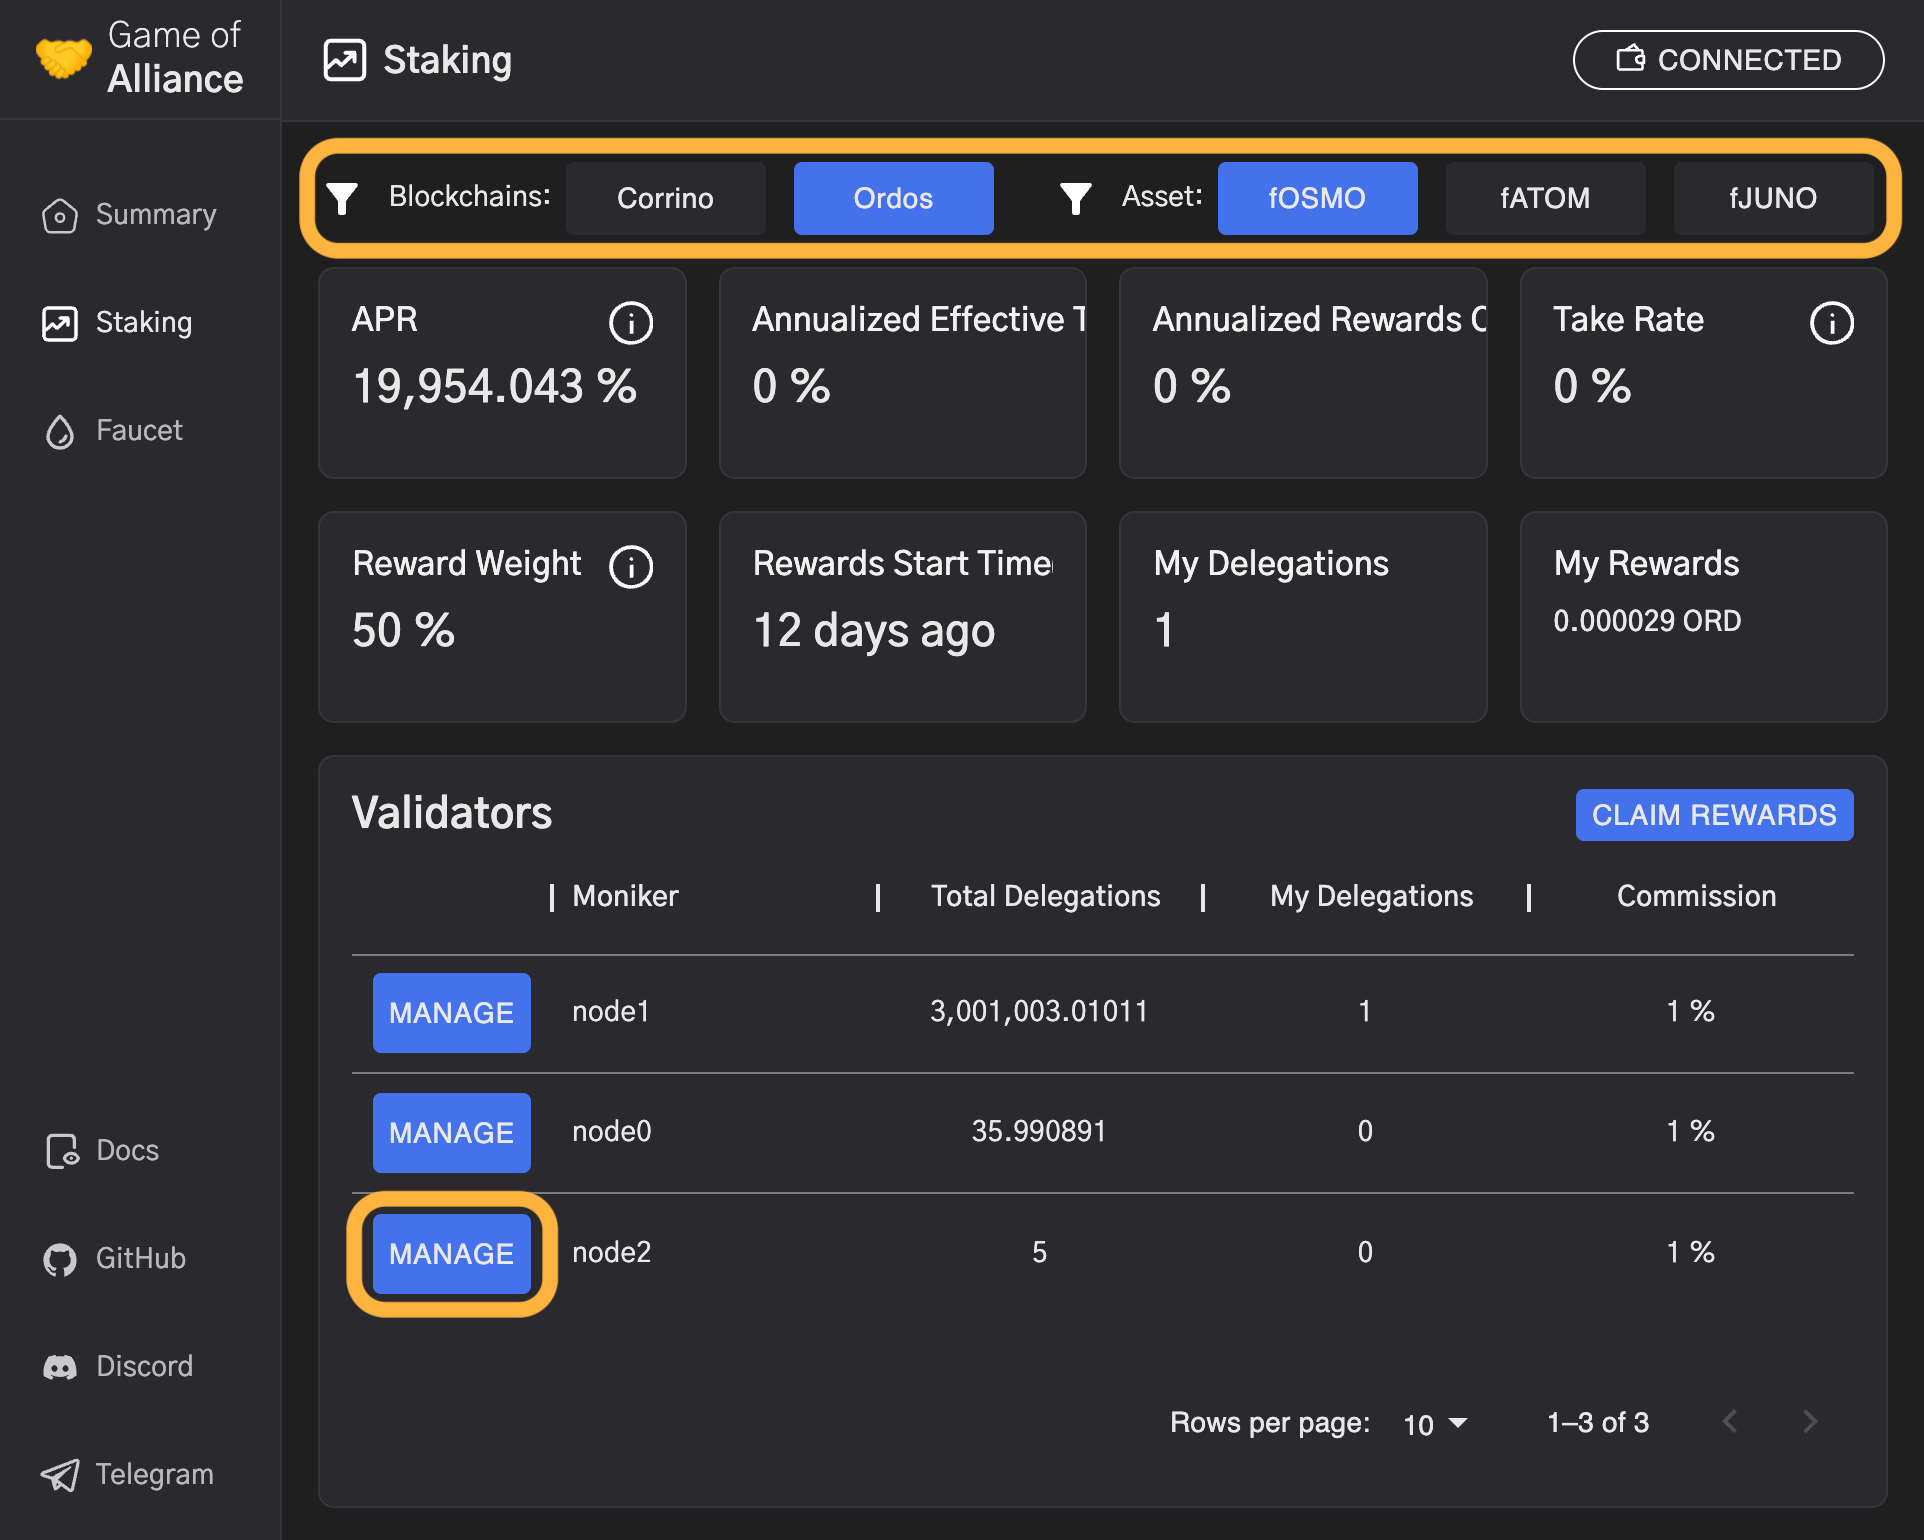 Game of
Alliance
Staking
CONNECTED
Summary
Staking
Faucet
Docs
GitHub
Discord
Telegram
Blockchains: Corrino Ordos Asset: fOSMO fATOM fJUNO
APR
19,954.043 %
Annualized Effective T
0 %
Annualized Rewards C
0 %
Take Rate
0 %
Reward Weight
50 %
Rewards Start Time
12 days ago
My Delegations
1
My Rewards
0.000029 ORD
Validators
CLAIM REWARDS
Moniker Total Delegations My Delegations Commission
MANAGE node1 3,001,003.01011 1 1 %
MANAGE node0 35.990891 0 1 %
MANAGE node2 5 0 1 %
Rows per page: 10 1–3 of 3